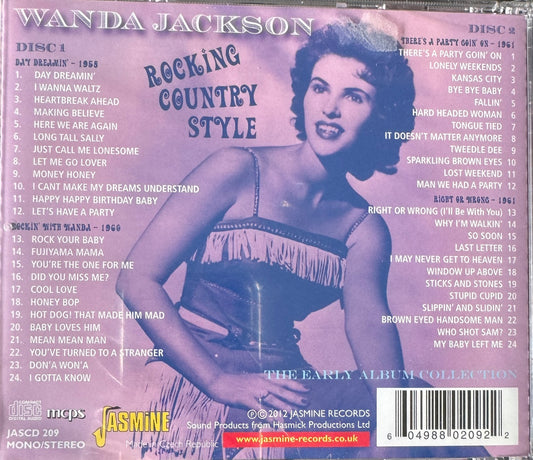 WANDA JACKSON
DISC 1
DAY DREAMIN' - 1958
1. DAY DREAMIN'
2. I WANNA WALTZ
3. HEARTBREAK AHEAD
4. MAKING BELIEVE
5. HERE WE ARE AGAIN
6. LONG TALL SALLY
7. JUST CALL ME LONESOME
8. LET ME GO LOVER
9. MONEY HONEY
10. I CANT MAKE MY DREAMS UNDERSTAND
11. HAPPY HAPPY BIRTHDAY BABY
12. LET'S HAVE A PARTY
ROCKIN' WITH WANDA - 1960
13. ROCK YOUR BABY
14. FUJIYAMA MAMA
15. YOU'RE THE ONE FOR ME
16. DID YOU MISS ME?
17. COOL LOVE
18. HONEY BOP
19. HOT DOG! THAT MADE HIM MAD
20. BABY LOVES HIM
21. MEAN MEAN MAN
22. YOU'VE TURNED TO A STRANGER
23. DON'A WON'A
24. I GOTTA KNOW
ROCKING
COUNTRY
STYLE
DISC 2
THERE'S A PARTY GOIN' ON - 1961
THERE'S A PARTY GOIN' ON 1
LONELY WEEKENDS 2
KANSAS CITY 3
BYE BYE BABY 4
FALLIN' 5
HARD HEADED WOMAN 6
TONGUE TIED 7
IT DOESN'T MATTER ANYMORE 8
TWEEDLE DEE 9
SPARKLING BROWN EYES 10
LOST WEEKEND 11
MAN WE HAD A PARTY 12
RIGHT OR WRONG - 1961
RIGHT OR WRONG (I'll Be With You) 13
WHY I'M WALKIN' 14
SO SOON 15
LAST LETTER 16
I MAY NEVER GET TO HEAVEN 17
WINDOW UP ABOVE 18
STICKS AND STONES 19
STUPID CUPID 20
SLIPPIN' AND SLIDIN' 21
BROWN EYED HANDSOME MAN 22
WHO SHOT SAM? 23
MY BABY LEFT ME 24
THE EARLY ALBUM COLLECTION
COMPACT
disc
DIGITAL AUDIO
mcps
JASMINE
JASCD 209
MONO/STEREO
Made in Czech Republic
℗© 2012 JASMINE RECORDS
Sound Productions from Hasmick Productions Ltd
www.jasmine-records.co.uk
6 04988 02092 2